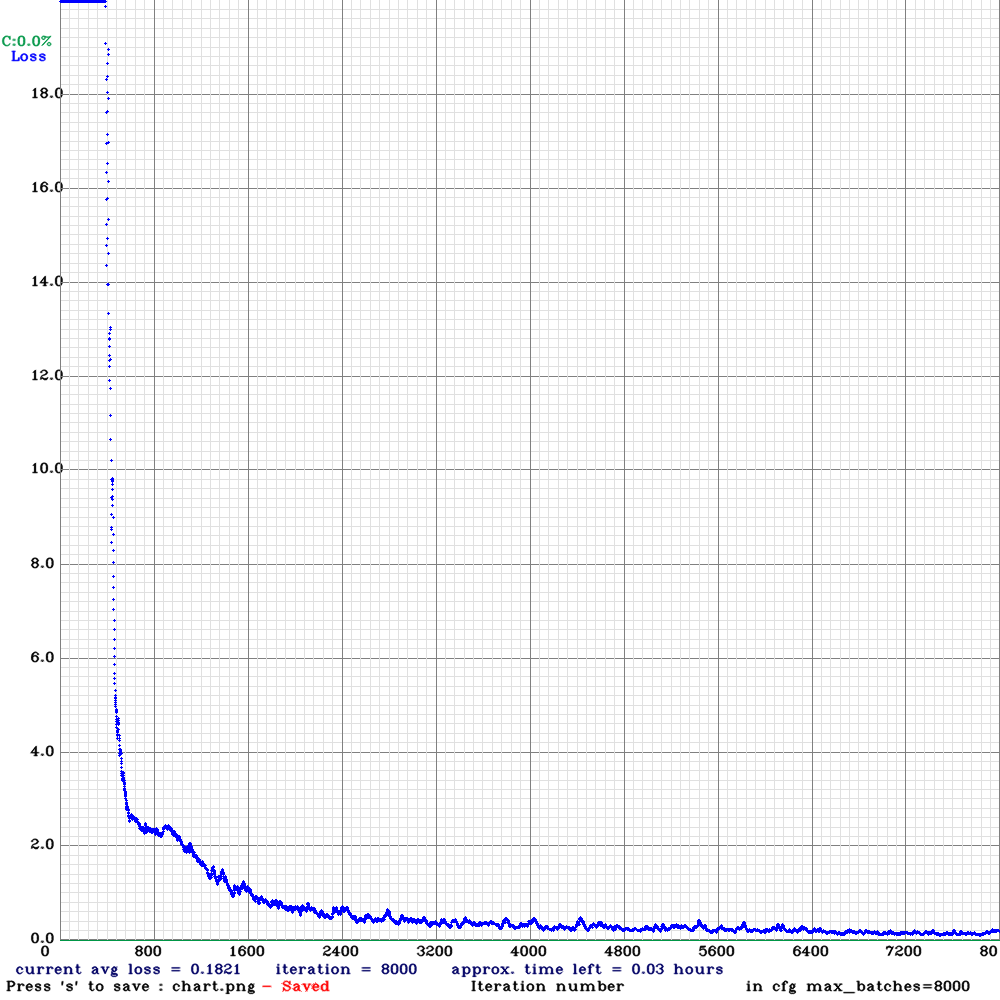 C:0.0%
Loss
18.0
16.0
14.0
12.0
10.0
8.0
6.0
4.0
2.0
0.0
0 800 1600 2400 3200 4000 4800 5600 6400 7200 80
current avg loss = 0.1821 iteration = 8000 approx. time left = 0.03 hours
Press 's' to save : chart.png - Saved Iteration number in cfg max_batches=8000